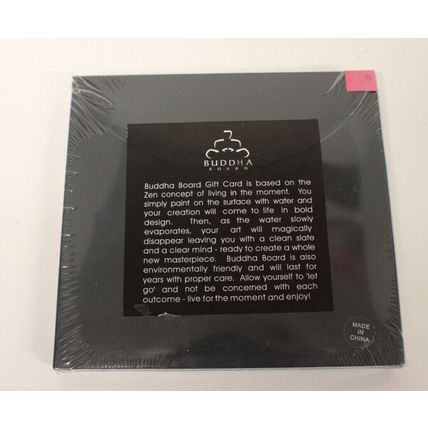 BUDDHA
BOARD
Buddha Board Gift Card is based on the
Zen concept of living in the moment. You
simply paint on the surface with water and
your creation will come to life in bold
design. Then, as the water slowly
evaporates, your art will magically
disappear leaving you with a clean slate
and a clear mind - ready to create a whole
new masterpiece. Buddha Board is also
environmentally friendly and will last for
years with proper care. Allow yourself to 'let
go' and not be concerned with each
outcome - live for the moment and enjoy!
MADE
IN
CHINA